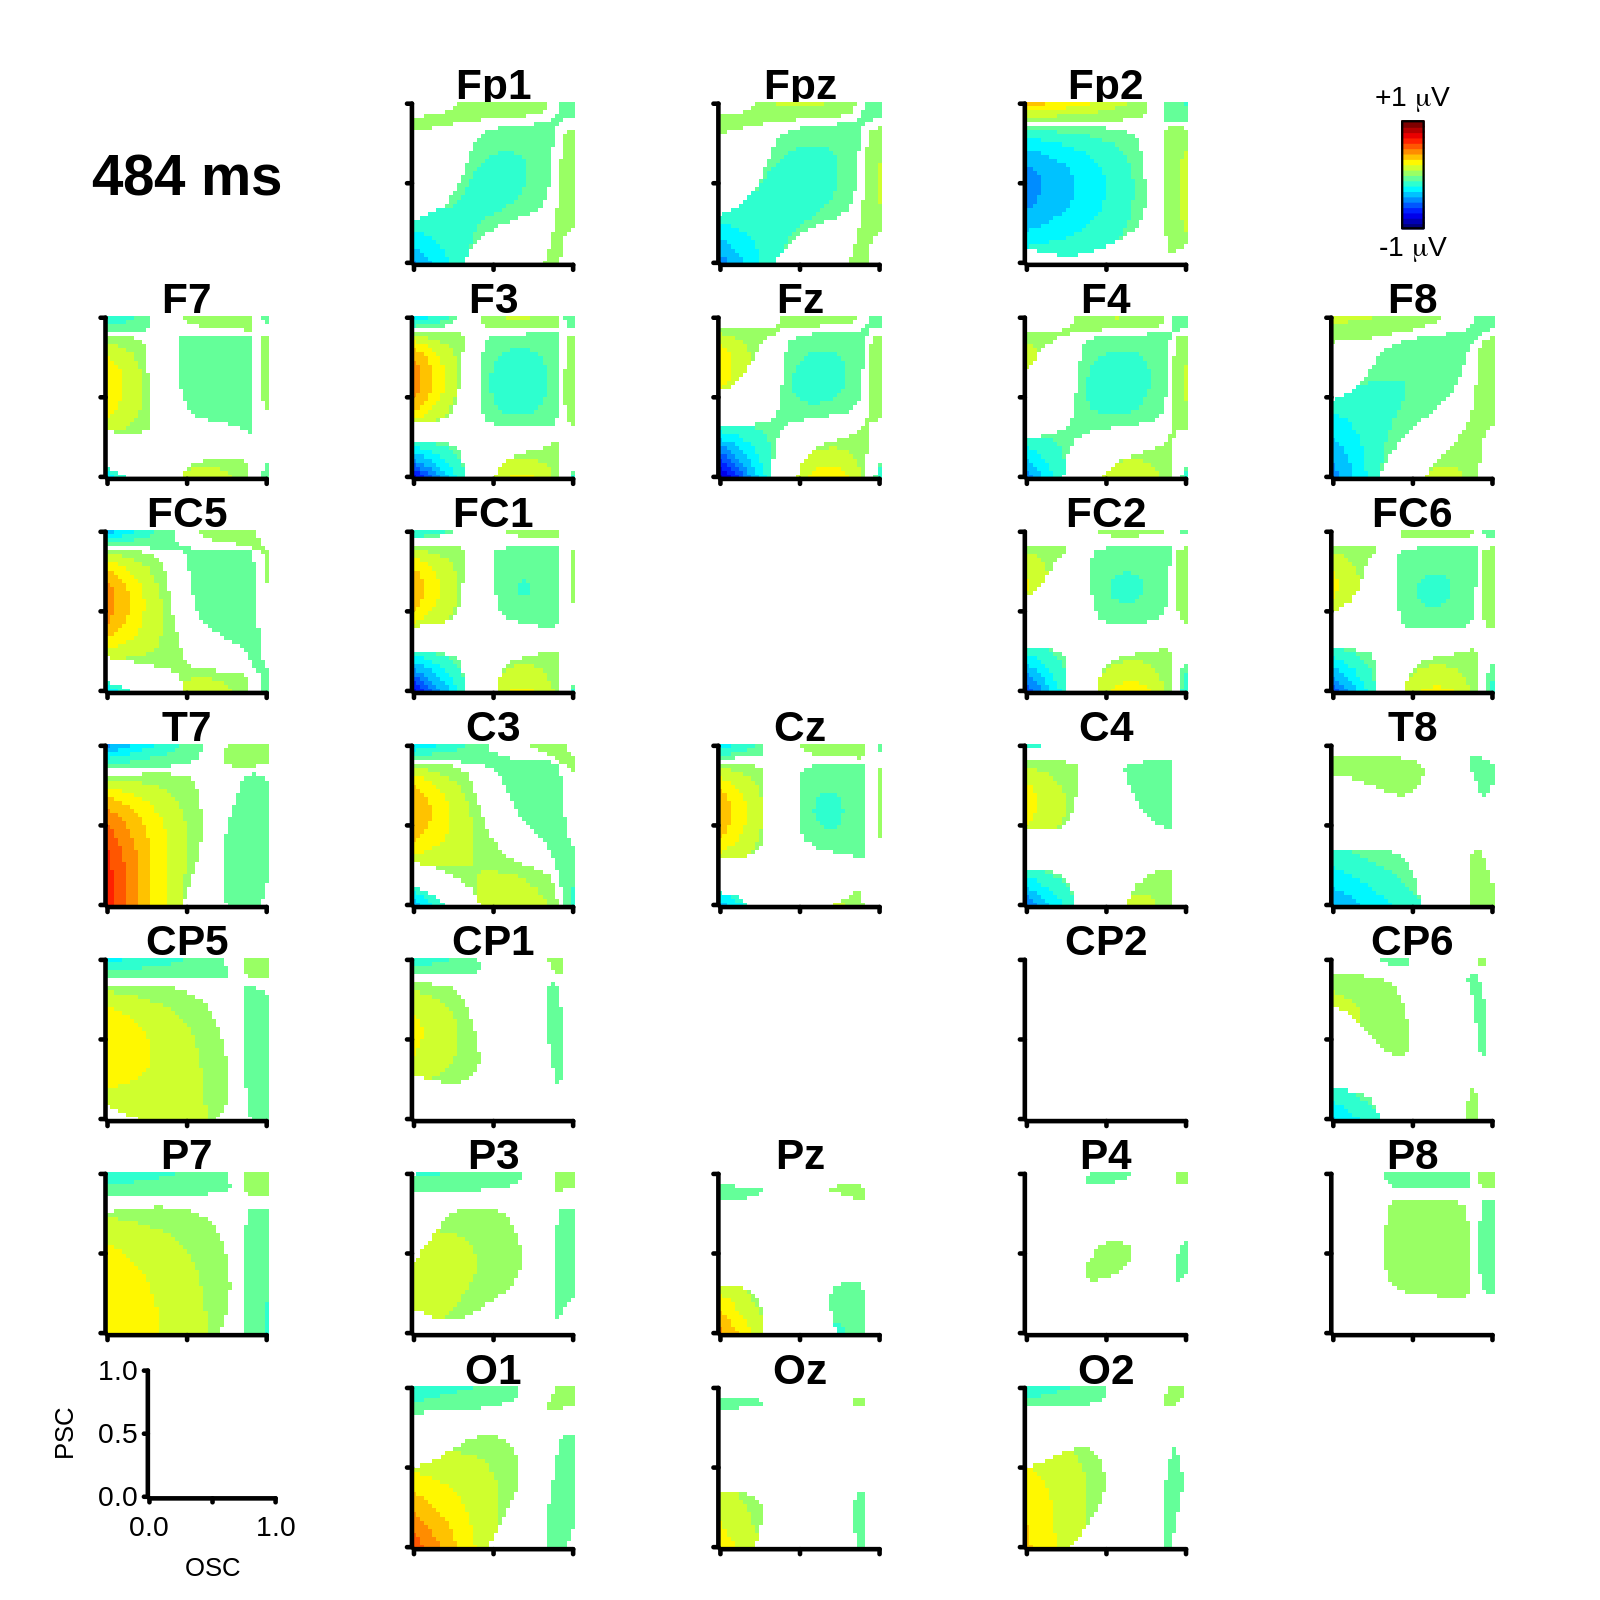 Fp1 Fpz Fp2
+1 μV
484 ms
-1 μV
F7 F3 Fz F4 F8
FC5 FC1 FC2 FC6
T7 C3 Cz C4 T8
CP5 CP1 CP2 CP6
P7 P3 Pz P4 P8
O1 Oz O2
1.0
PSC
0.5
0.0
0.0 1.0
OSC